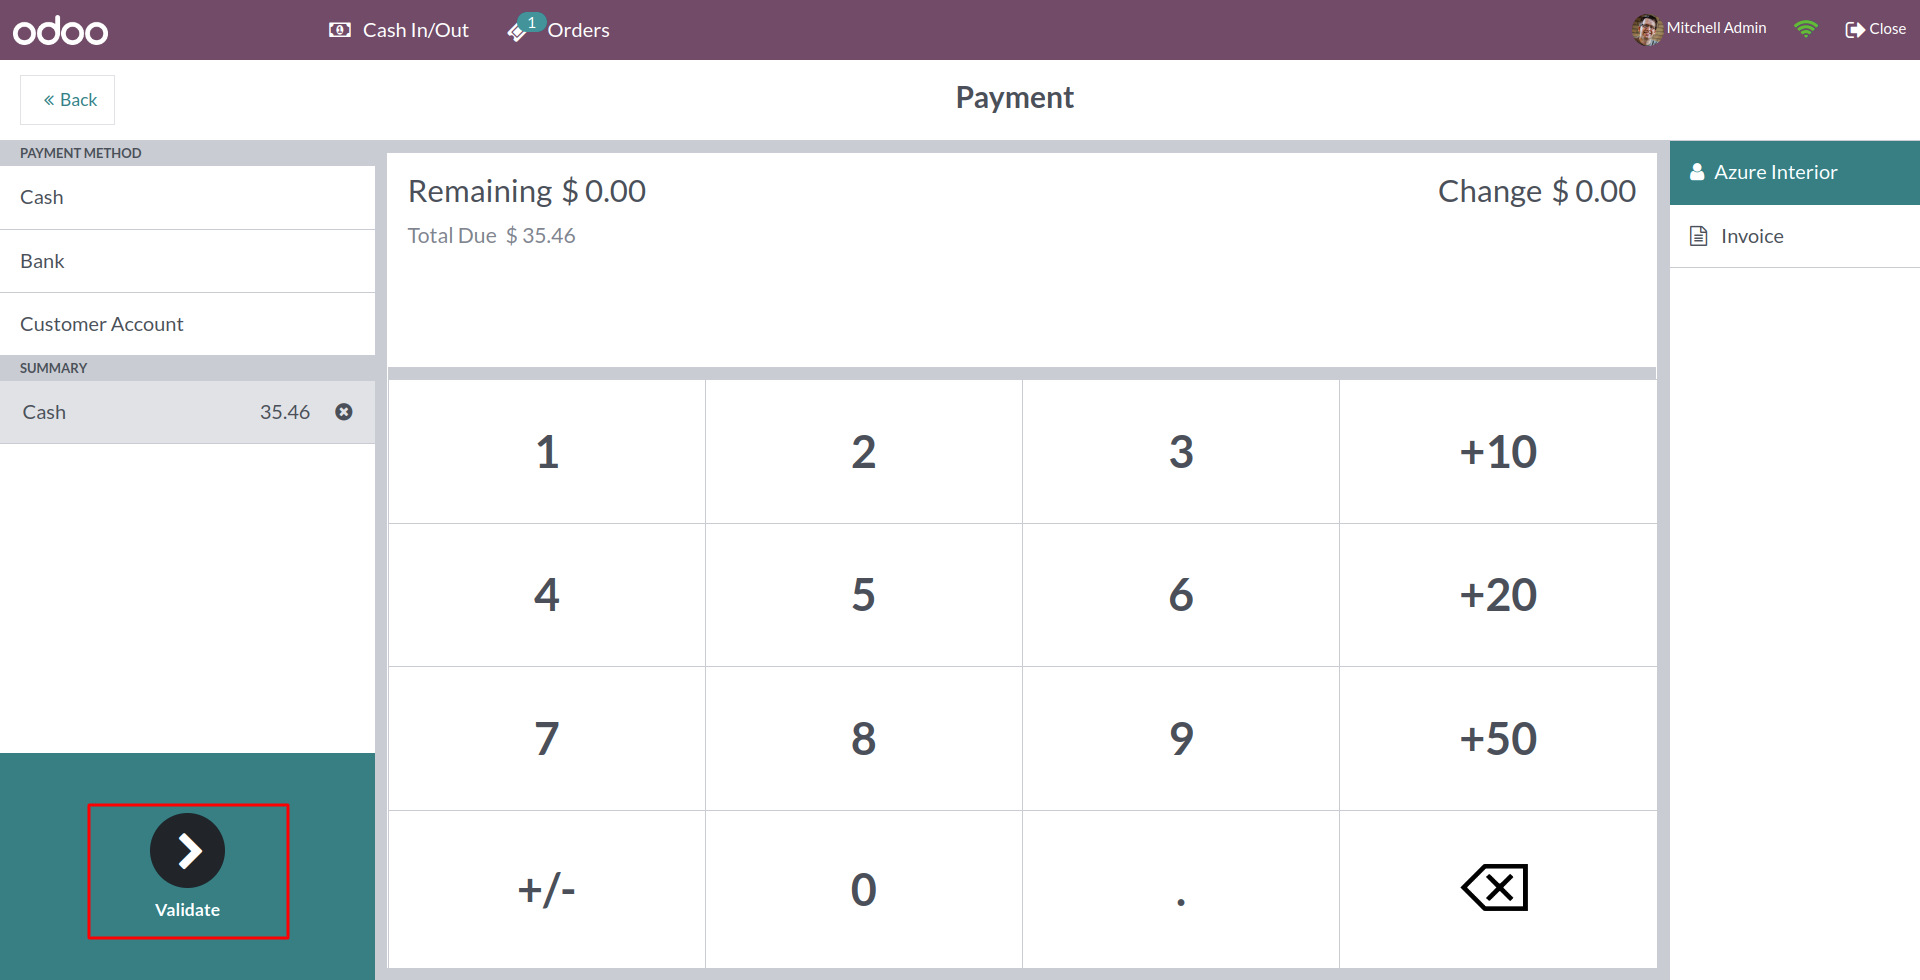 odoo
Cash In/Out
1
Orders
Mitchell Admin
Close
« Back
Payment
PAYMENT METHOD
Cash
Bank
Customer Account
SUMMARY
Cash 35.46
Validate
Remaining $ 0.00
Change $ 0.00
Total Due $ 35.46
1 2 3 +10
4 5 6 +20
7 8 9 +50
+/- 0 .
Azure Interior
Invoice